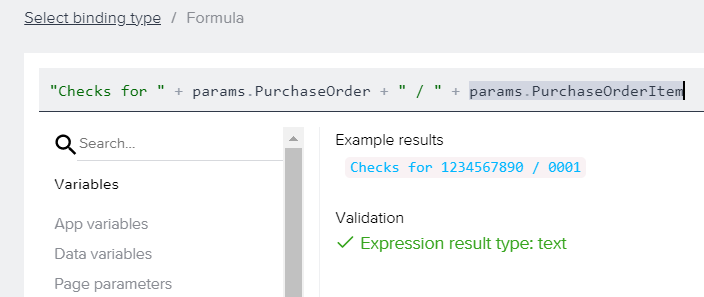 Select binding type / Formula
"Checks for " + params.PurchaseOrder + " / " + params.PurchaseOrderItem
Search...
Variables
App variables
Data variables
Page parameters
Example results
Checks for 1234567890 / 0001
Validation
Expression result type: text